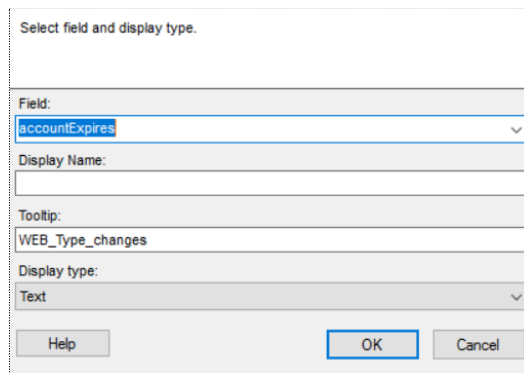 Select field and display type.
Field:
accountExpires
Display Name:
Tooltip:
WEB_Type_changes
Display type:
Text
Help OK Cancel